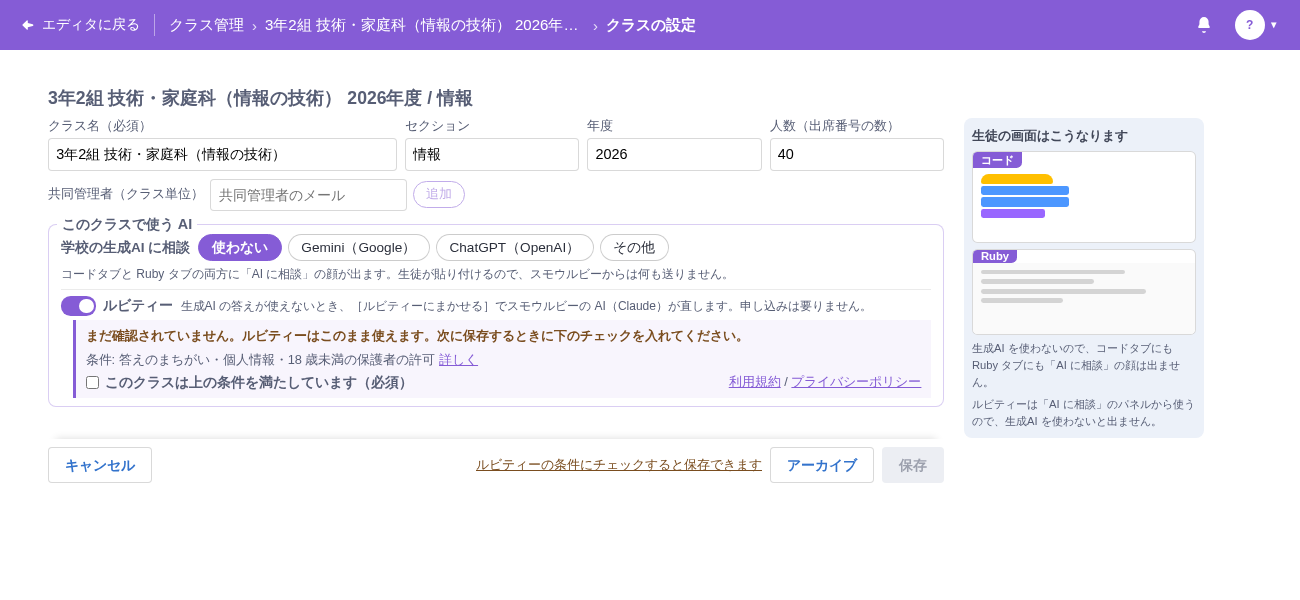 エディタに戻る
クラス管理 › 3年2組 技術・家庭科（情報の技術） 2026年… › クラスの設定
?
3年2組 技術・家庭科（情報の技術） 2026年度 / 情報
クラス名（必須）
セクション
年度
人数（出席番号の数）
3年2組 技術・家庭科（情報の技術）
情報
2026
40
共同管理者（クラス単位）
共同管理者のメール
追加
このクラスで使う AI
学校の生成AI に相談
使わない
Gemini（Google）
ChatGPT（OpenAI）
その他
コードタブと Ruby タブの両方に「AI に相談」の顔が出ます。生徒が貼り付けるので、スモウルビーからは何も送りません。
ルビティー
生成AI の答えが使えないとき、［ルビティーにまかせる］でスモウルビーの AI（Claude）が直します。申し込みは要りません。
まだ確認されていません。ルビティーはこのまま使えます。次に保存するときに下のチェックを入れてください。
条件: 答えのまちがい・個人情報・18 歳未満の保護者の許可 詳しく
このクラスは上の条件を満たしています（必須）
利用規約 / プライバシーポリシー
キャンセル
ルビティーの条件にチェックすると保存できます
アーカイブ
保存
生徒の画面はこうなります
コード
Ruby
生成AI を使わないので、コードタブにも
Ruby タブにも「AI に相談」の顔は出ませ
ん。
ルビティーは「AI に相談」のパネルから使う
ので、生成AI を使わないと出ません。